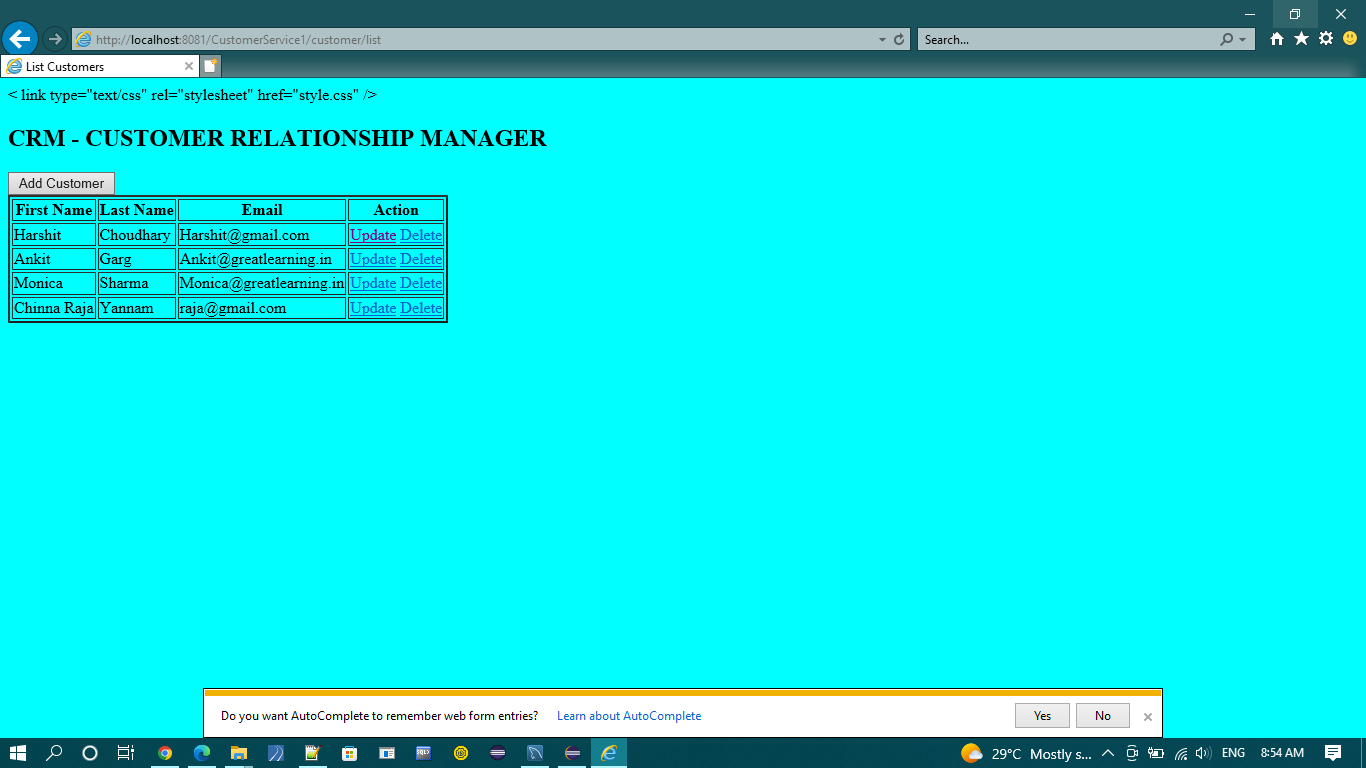 http://localhost:8081/CustomerService1/customer/list
Search...
List Customers
< link type="text/css" rel="stylesheet" href="style.css" />
CRM - CUSTOMER RELATIONSHIP MANAGER
Add Customer
First Name Last Name Email Action
Harshit Choudhary Harshit@gmail.com Update Delete
Ankit Garg Ankit@greatlearning.in Update Delete
Monica Sharma Monica@greatlearning.in Update Delete
Chinna Raja Yannam raja@gmail.com Update Delete
Do you want AutoComplete to remember web form entries? Learn about AutoComplete Yes No
29°C Mostly s... ENG 8:54 AM